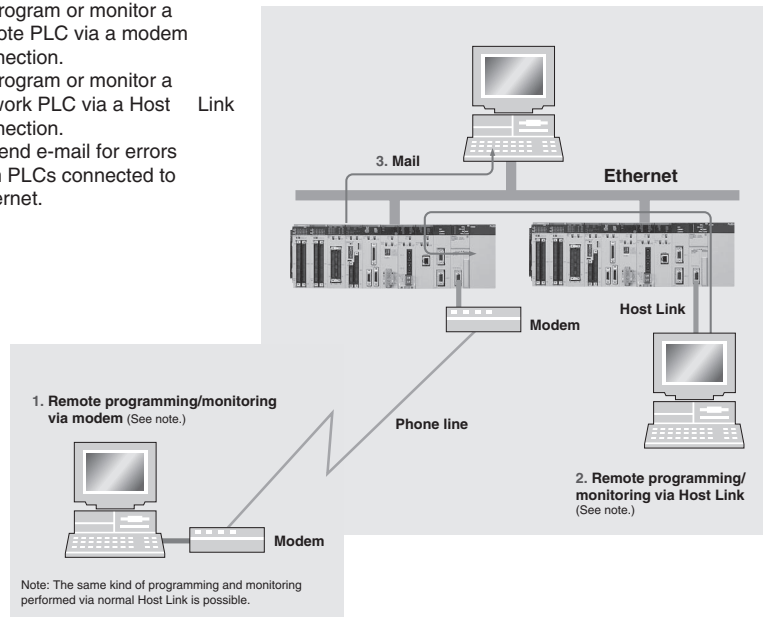 rogram or monitor a
ote PLC via a modem
nection.
rogram or monitor a
work PLC via a Host Link
nection.
end e-mail for errors
PLCs connected to
ernet.
3. Mail
Ethernet
Host Link
Modem
1. Remote programming/monitoring
via modem (See note.)
Phone line
2. Remote programming/
monitoring via Host Link
(See note.)
Modem
Note: The same kind of programming and monitoring
performed via normal Host Link is possible.